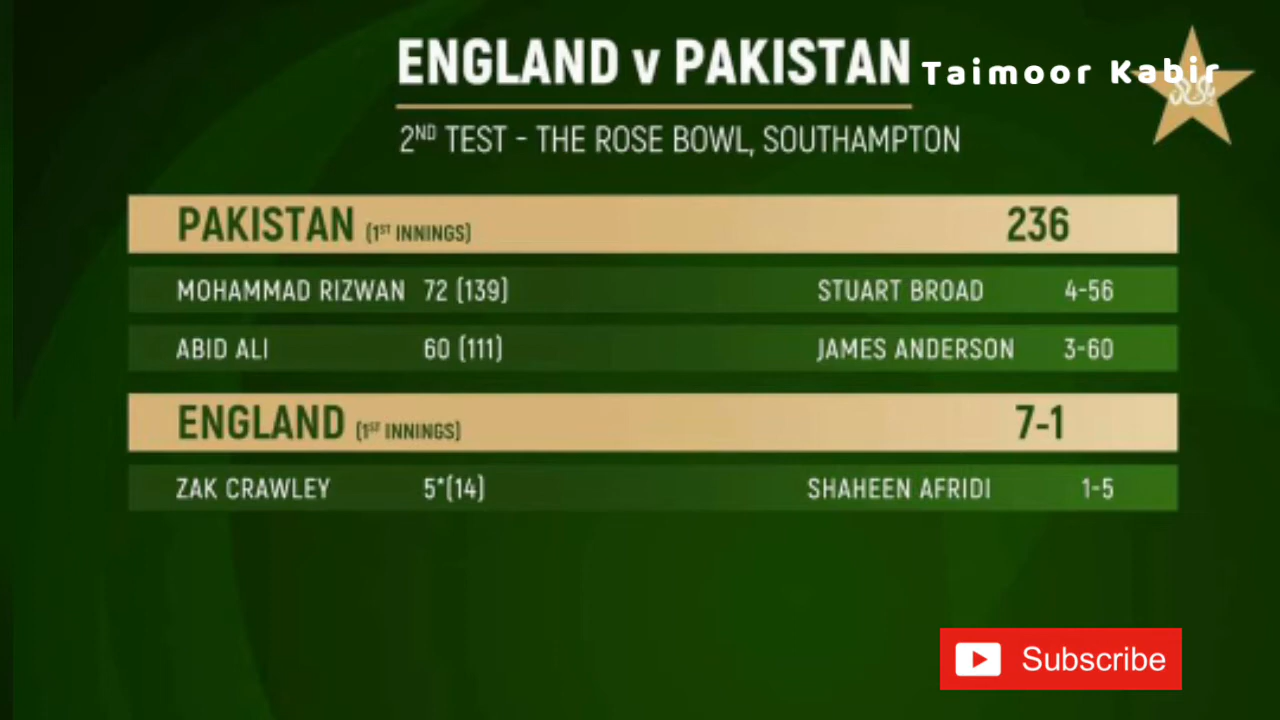 ENGLAND v PAKISTAN
Taimoor Kabir
2ND TEST - THE ROSE BOWL, SOUTHAMPTON
PAKISTAN (1ST INNINGS) 236
MOHAMMAD RIZWAN 72 (139) STUART BROAD 4-56
ABID ALI 60 (111) JAMES ANDERSON 3-60
ENGLAND (1ST INNINGS) 7-1
ZAK CRAWLEY 5*(14) SHAHEEN AFRIDI 1-5
Subscribe